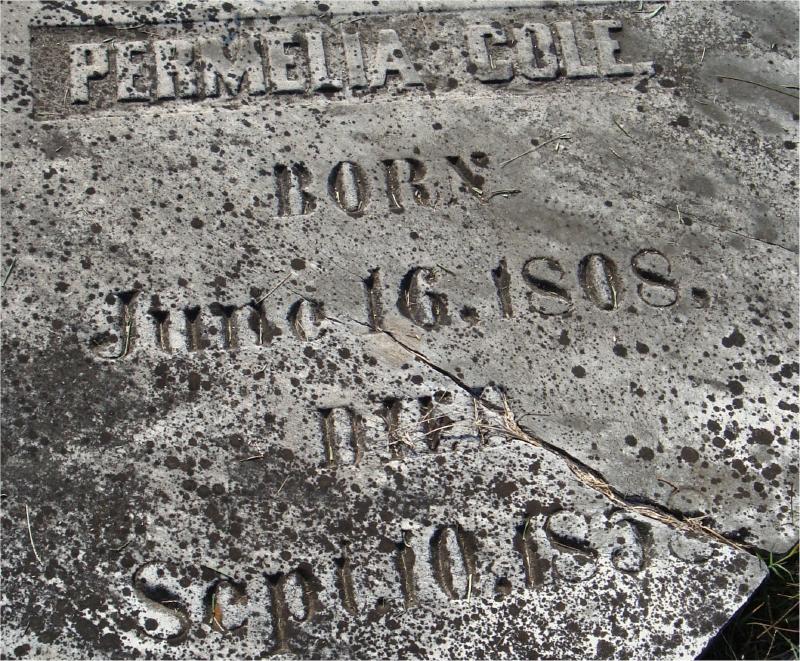 PERMELIA COLE
BORN
June 16. 1808.
DIED
Sept. 10.